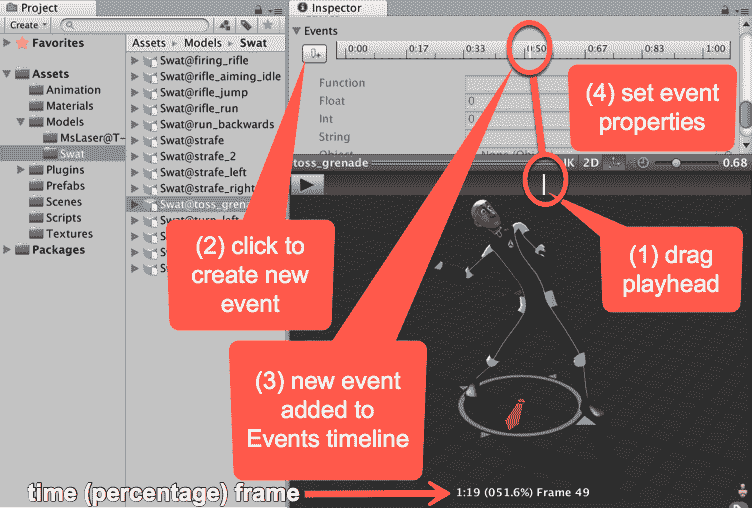 Project
Create
Favorites
Assets
Animation
Materials
Models
MsLaser@T-
Swat
Plugins
Prefabs
Scenes
Scripts
Textures
Packages
Assets ▸ Models ▸ Swat
Swat@firing_rifle
Swat@rifle_aiming_idle
Swat@rifle_jump
Swat@rifle_run
Swat@run_backwards
Swat@strafe
Swat@strafe_2
Swat@strafe_left
Swat@strafe_right
Swat@toss_grenad
Inspector
Events
0:00 0:17 0:33 0:50 0:67 0:83 1:00
Function
Float 0
Int 0
String
toss_grenade IK 2D 0.68
(4) set event
properties
(2) click to
create new
event
(1) drag
playhead
(3) new event
added to
Events timeline
time (percentage) frame
1:19 (051.6%) Frame 49